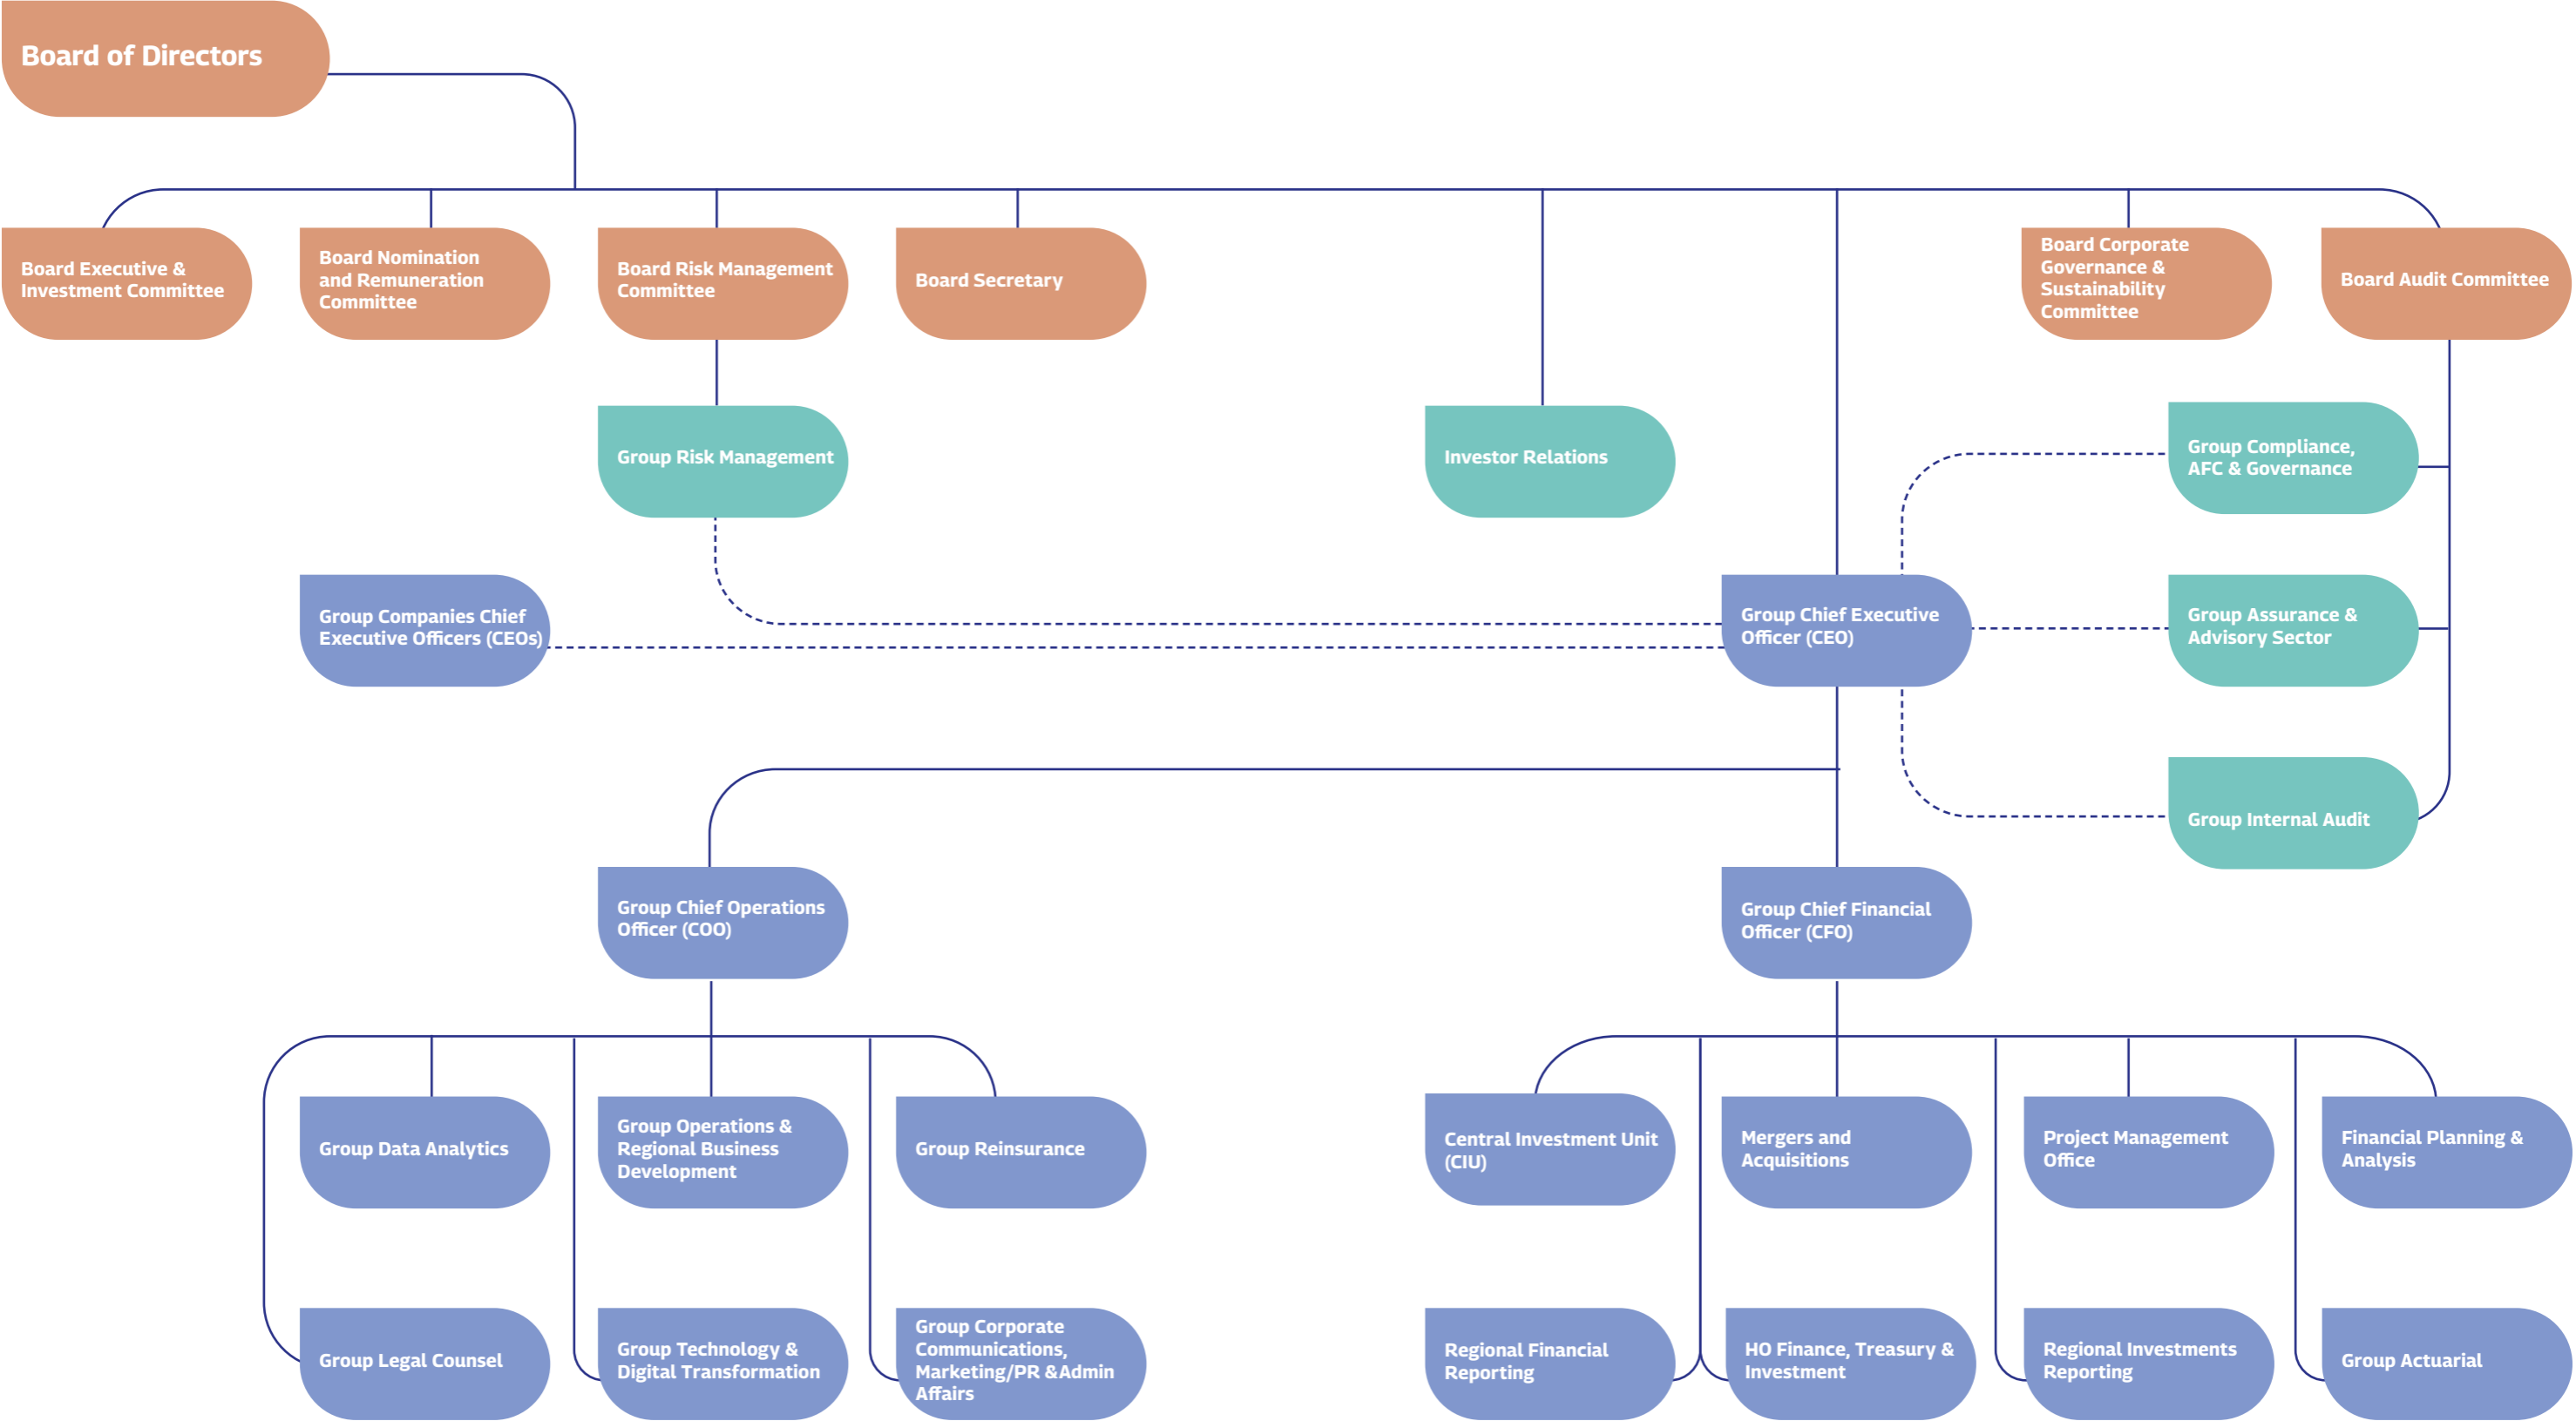 Board of Directors
Board Executive &
Investment Committee
Board Nomination
and Remuneration
Committee
Board Risk Management
Committee
Board Secretary
Board Corporate
Governance &
Sustainability
Committee
Board Audit Committee
Group Risk Management
Investor Relations
Group Compliance,
AFC & Governance
Group Companies Chief
Executive Officers (CEOs)
Group Chief Executive
Officer (CEO)
Group Assurance &
Advisory Sector
Group Internal Audit
Group Chief Operations
Officer (COO)
Group Chief Financial
Officer (CFO)
Group Data Analytics
Group Operations &
Regional Business
Development
Group Reinsurance
Central Investment Unit
(CIU)
Mergers and
Acquisitions
Project Management
Office
Financial Planning &
Analysis
Group Legal Counsel
Group Technology &
Digital Transformation
Group Corporate
Communications,
Marketing/PR &Admin
Affairs
Regional Financial
Reporting
HO Finance, Treasury &
Investment
Regional Investments
Reporting
Group Actuarial